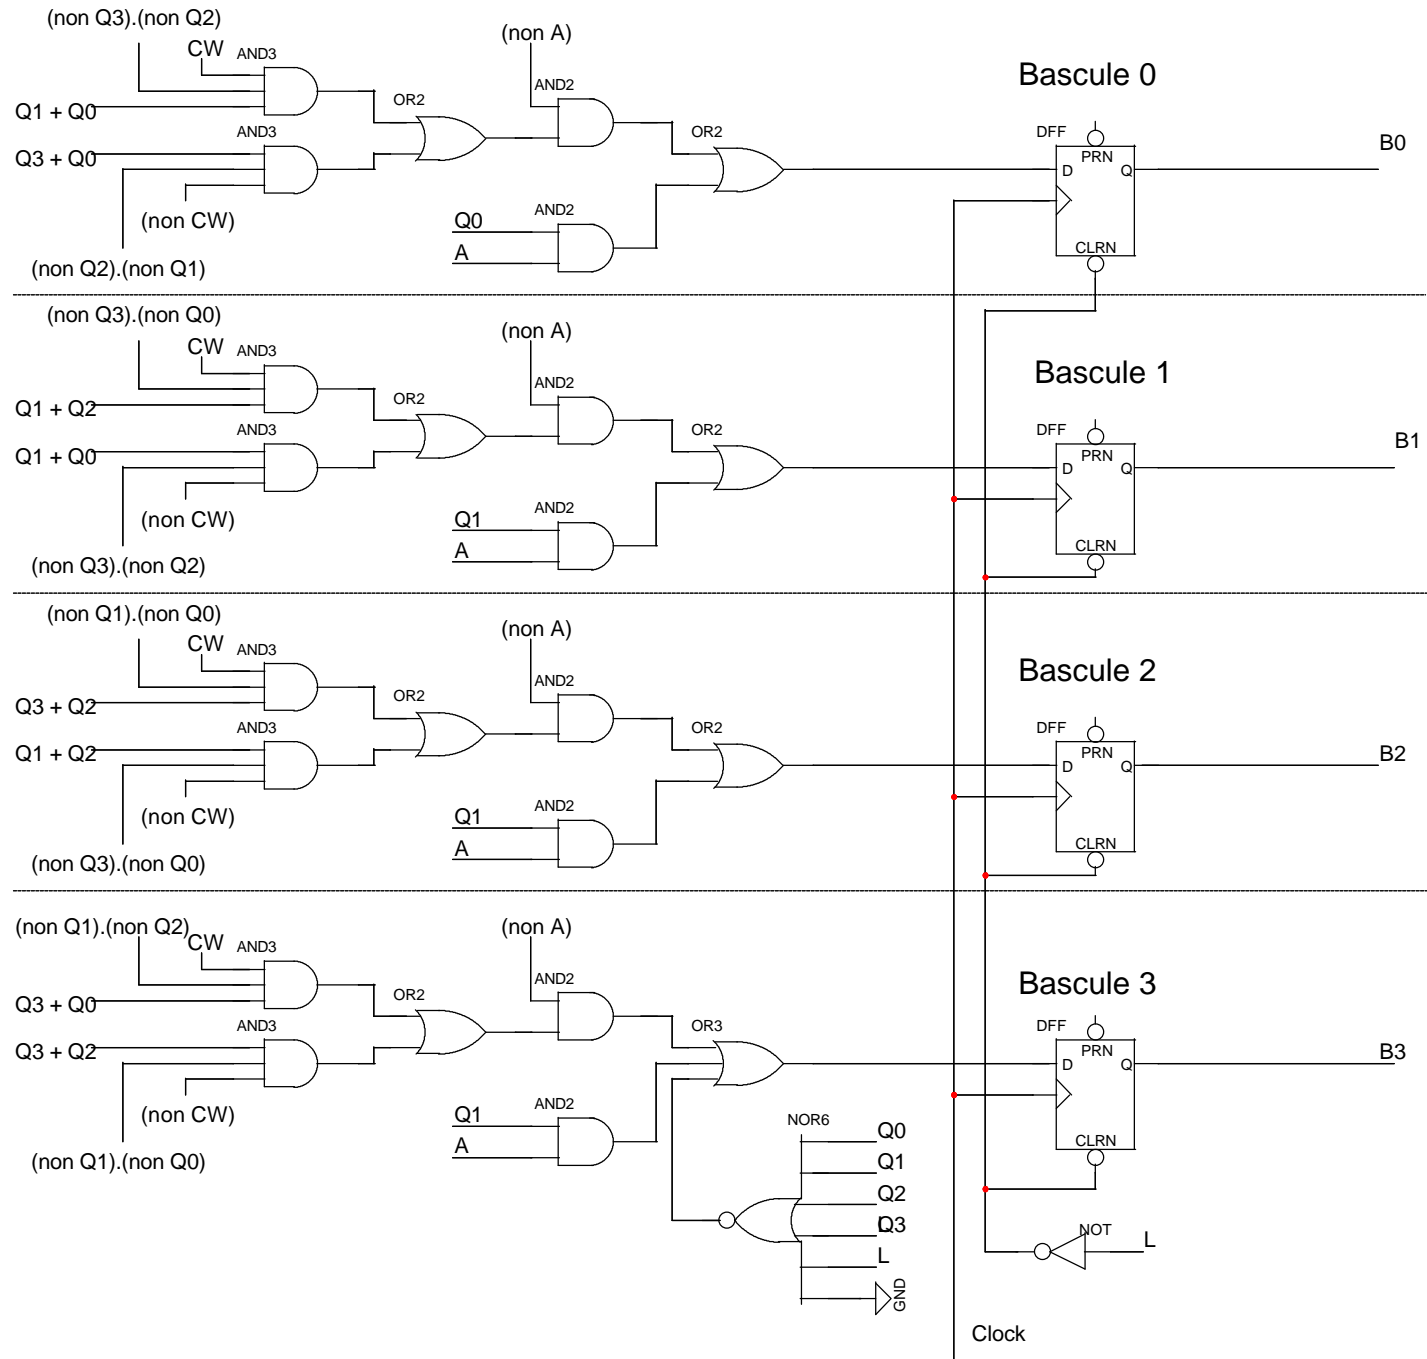 (non Q3).(non Q2)
CW
AND3
(non A)
Bascule 0
AND2
Q1 + Q0
OR2
AND3
OR2
DFF
B0
Q3 + Q0
PRN
D
Q
(non CW)
Q0
AND2
A
CLRN
(non Q2).(non Q1)
(non Q3).(non Q0)
CW
AND3
(non A)
Bascule 1
AND2
Q1 + Q2
OR2
AND3
OR2
DFF
B1
Q1 + Q0
PRN
D
Q
(non CW)
Q1
AND2
A
CLRN
(non Q3).(non Q2)
(non Q1).(non Q0)
CW
AND3
(non A)
Bascule 2
AND2
Q3 + Q2
OR2
AND3
OR2
DFF
B2
Q1 + Q2
PRN
D
Q
(non CW)
Q1
AND2
A
CLRN
(non Q3).(non Q0)
(non Q1).(non Q2)
CW
AND3
(non A)
Bascule 3
AND2
Q3 + Q0
OR2
AND3
OR3
DFF
B3
Q3 + Q2
PRN
D
Q
(non CW)
Q1
AND2
A
NOR6
Q0
CLRN
(non Q1).(non Q0)
Q1
Q2
Q3
L
NOT
L
L
GND
Clock